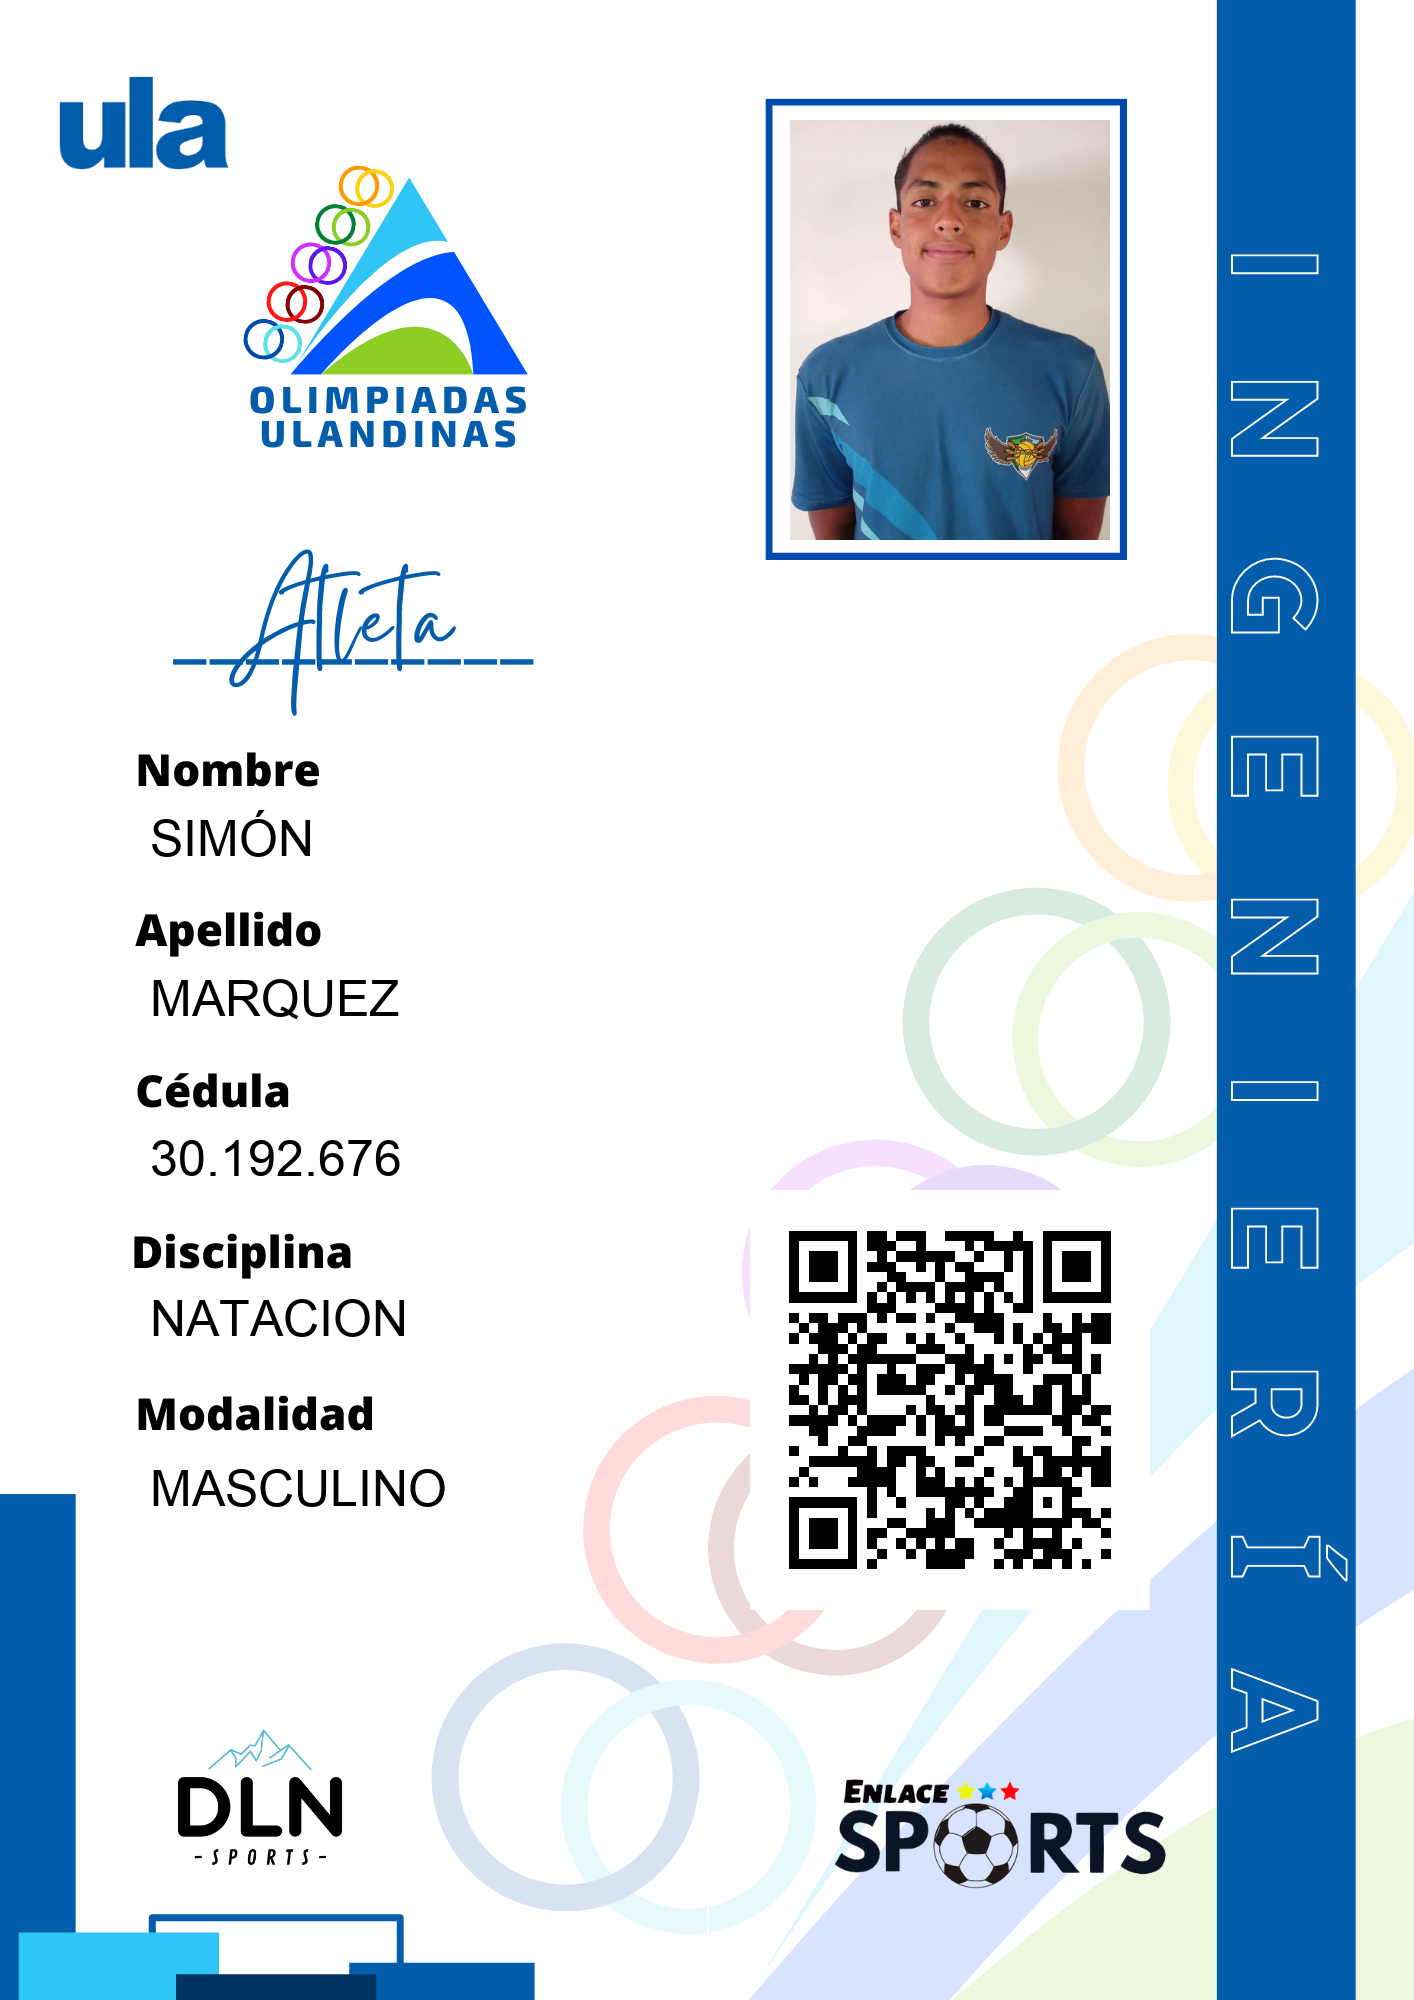 ula
OLIMPIADAS
ULANDINAS
Atleta
Nombre
SIMÓN
Apellido
MARQUEZ
Cédula
30.192.676
Disciplina
NATACION
Modalidad
MASCULINO
INGENIERÍA
DLN
-SPORTS-
ENLACE
SPORTS